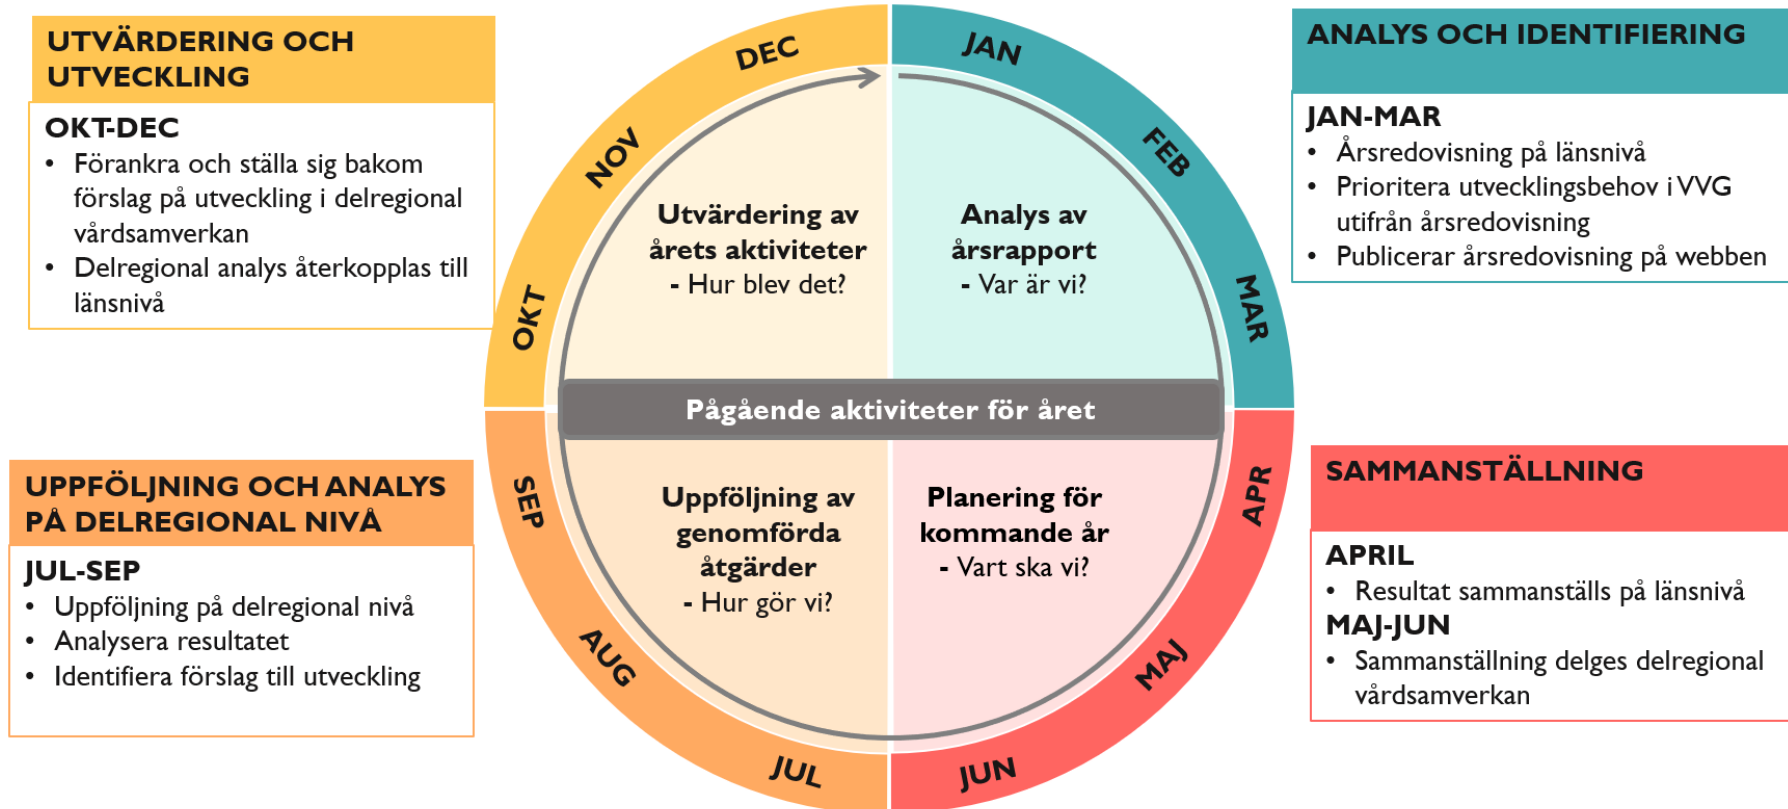 UTVÄRDERING OCH
UTVECKLING
OKT-DEC
• Förankra och ställa sig bakom
förslag på utveckling i delregional
vårdsamverkan
• Delregional analys återkopplas till
länsnivå
ANALYS OCH IDENTIFIERING
JAN-MAR
• Årsredovisning på länsnivå
• Prioritera utvecklingsbehov i VVG
utifrån årsredovisning
• Publicerar årsredovisning på webben
JAN
FEB
MAR
APR
MAJ
JUN
JUL
AUG
SEP
OKT
NOV
DEC
Utvärdering av
årets aktiviteter
- Hur blev det?
Analys av
årsrapport
- Var är vi?
Pågående aktiviteter för året
Uppföljning av
genomförda
åtgärder
- Hur gör vi?
Planering för
kommande år
- Vart ska vi?
UPPFÖLJNING OCH ANALYS
PÅ DELREGIONAL NIVÅ
JUL-SEP
• Uppföljning på delregional nivå
• Analysera resultatet
• Identifiera förslag till utveckling
SAMMANSTÄLLNING
APRIL
• Resultat sammanställs på länsnivå
MAJ-JUN
• Sammanställning delges delregional
vårdsamverkan